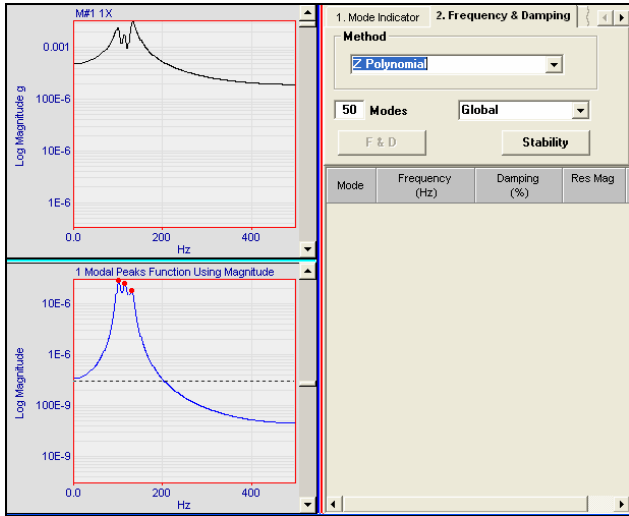 M#1 1X
0.001
100E-6
10E-6
1E-6
Log Magnitude g
0.0 200 400
Hz
1 Modal Peaks Function Using Magnitude
10E-6
1E-6
100E-9
10E-9
Log Magnitude
0.0 200 400
Hz
1. Mode Indicator 2. Frequency & Damping
Method
Z Polynomial
50 Modes Global
F & D Stability
Mode Frequency (Hz) Damping (%) Res Mag